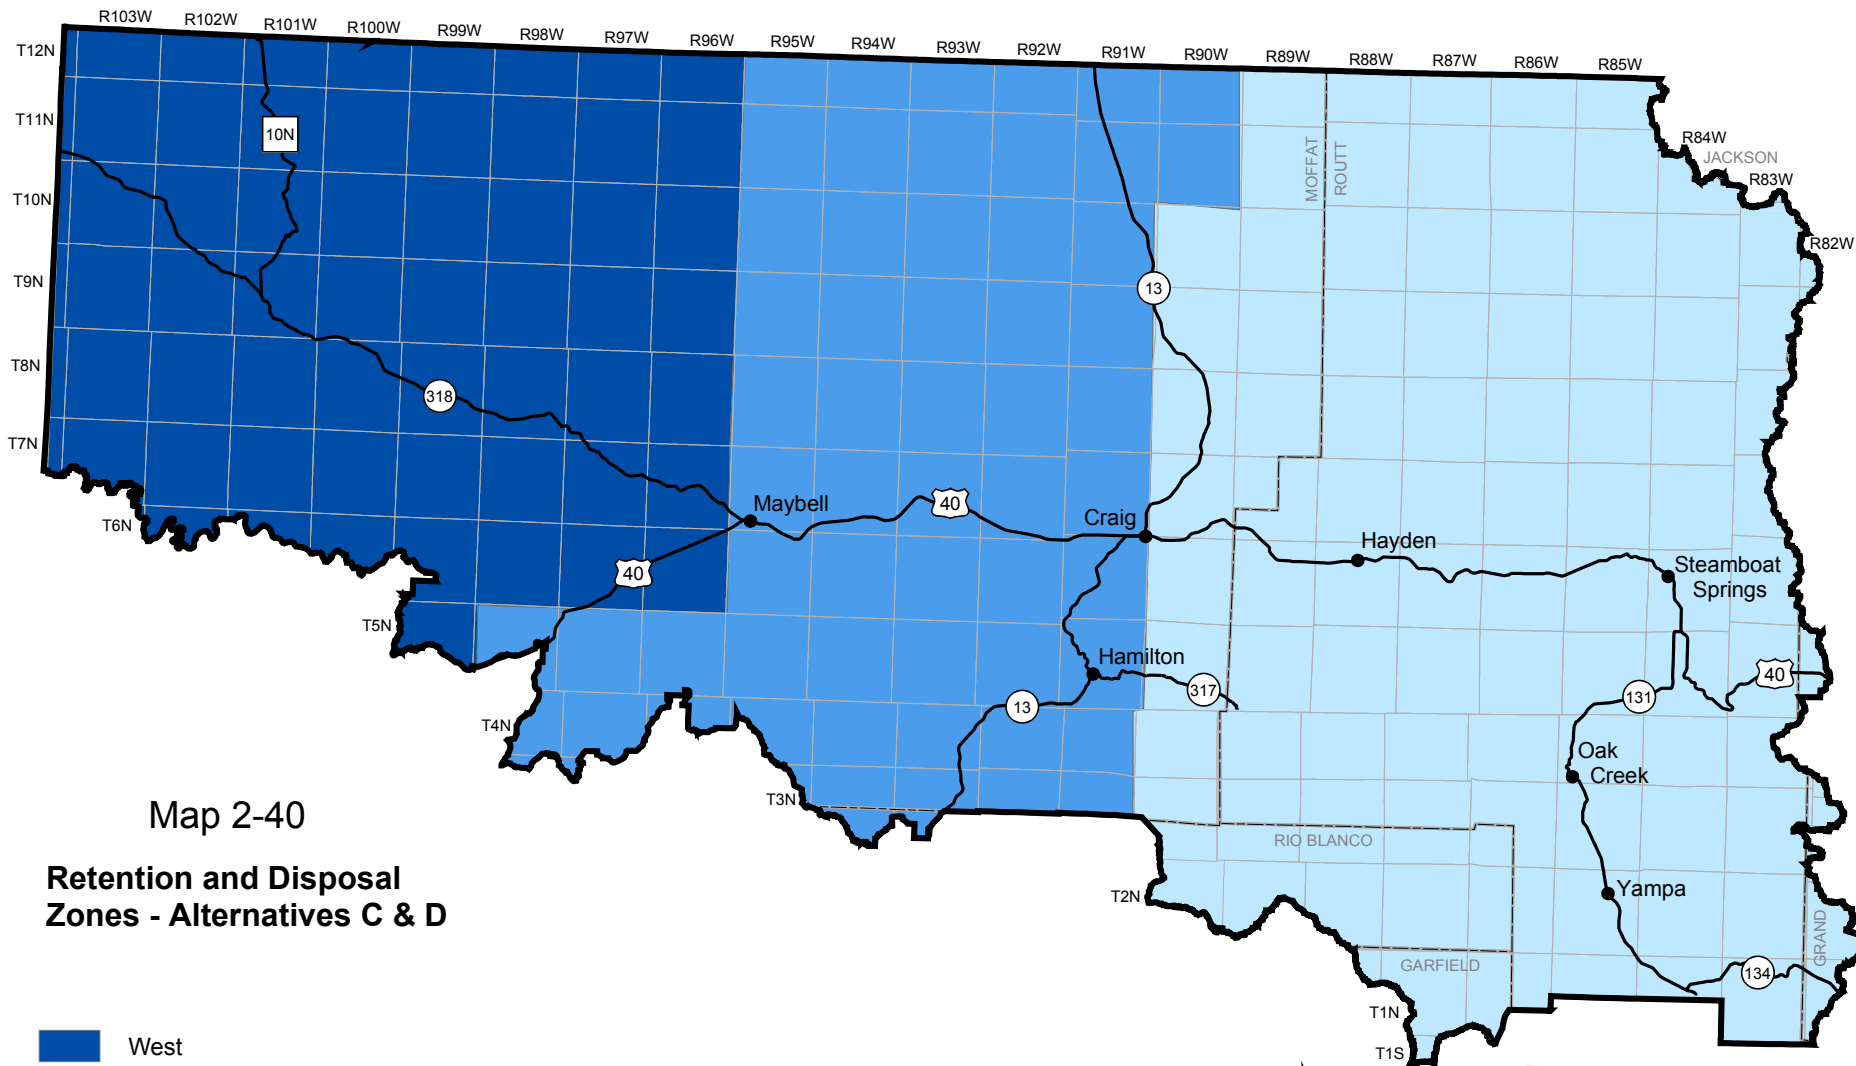 R103W R102W R101W R100W R99W R98W R97W R96W R95W R94W R93W R92W R91W R90W R89W R88W R87W R86W R85W
T12N
T11N
10N
R84W
JACKSON
MOFFAT
ROUTT
R83W
T10N
R82W
T9N
13
T8N
318
T7N
Maybell
40
Craig
T6N
Hayden
40
Steamboat
Springs
T5N
Hamilton
317
40
131
13
T4N
Oak
Creek
T3N
Map 2-40
RIO BLANCO
Retention and Disposal
Zones - Alternatives C & D
T2N
Yampa
GRAND
GARFIELD
134
T1N
West
T1S